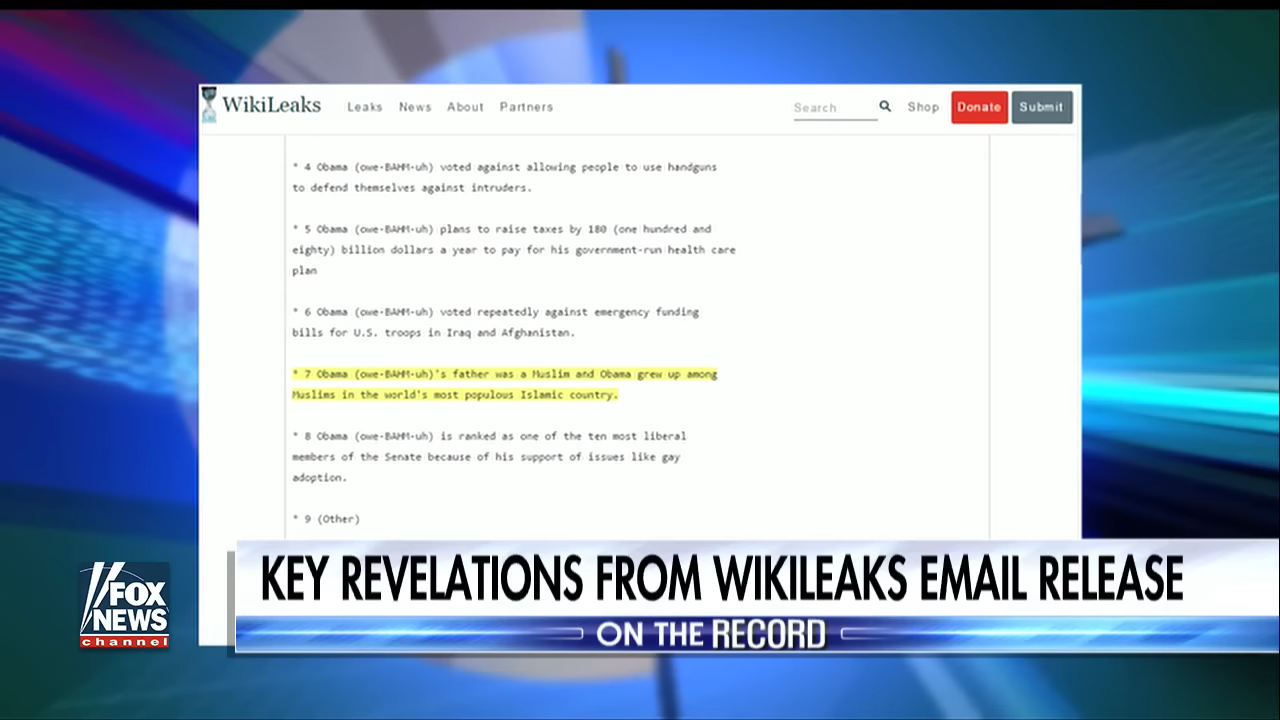 WikiLeaks Leaks News About Partners Search Shop Donate Submit
* 4 Obama (owe-BAHM-uh) voted against allowing people to use handguns
to defend themselves against intruders.
* 5 Obama (owe-BAHM-uh) plans to raise taxes by 180 (one hundred and
eighty) billion dollars a year to pay for his government-run health care
plan
* 6 Obama (owe-BAHM-uh) voted repeatedly against emergency funding
bills for U.S. troops in Iraq and Afghanistan.
* 7 Obama (owe-BAHM-uh)'s father was a Muslim and Obama grew up among
Muslims in the world's most populous Islamic country.
* 8 Obama (owe-BAHM-uh) is ranked as one of the ten most liberal
members of the Senate because of his support of issues like gay
adoption.
* 9 (Other)
KEY REVELATIONS FROM WIKILEAKS EMAIL RELEASE
ON THE RECORD
FOX
NEWS
channel